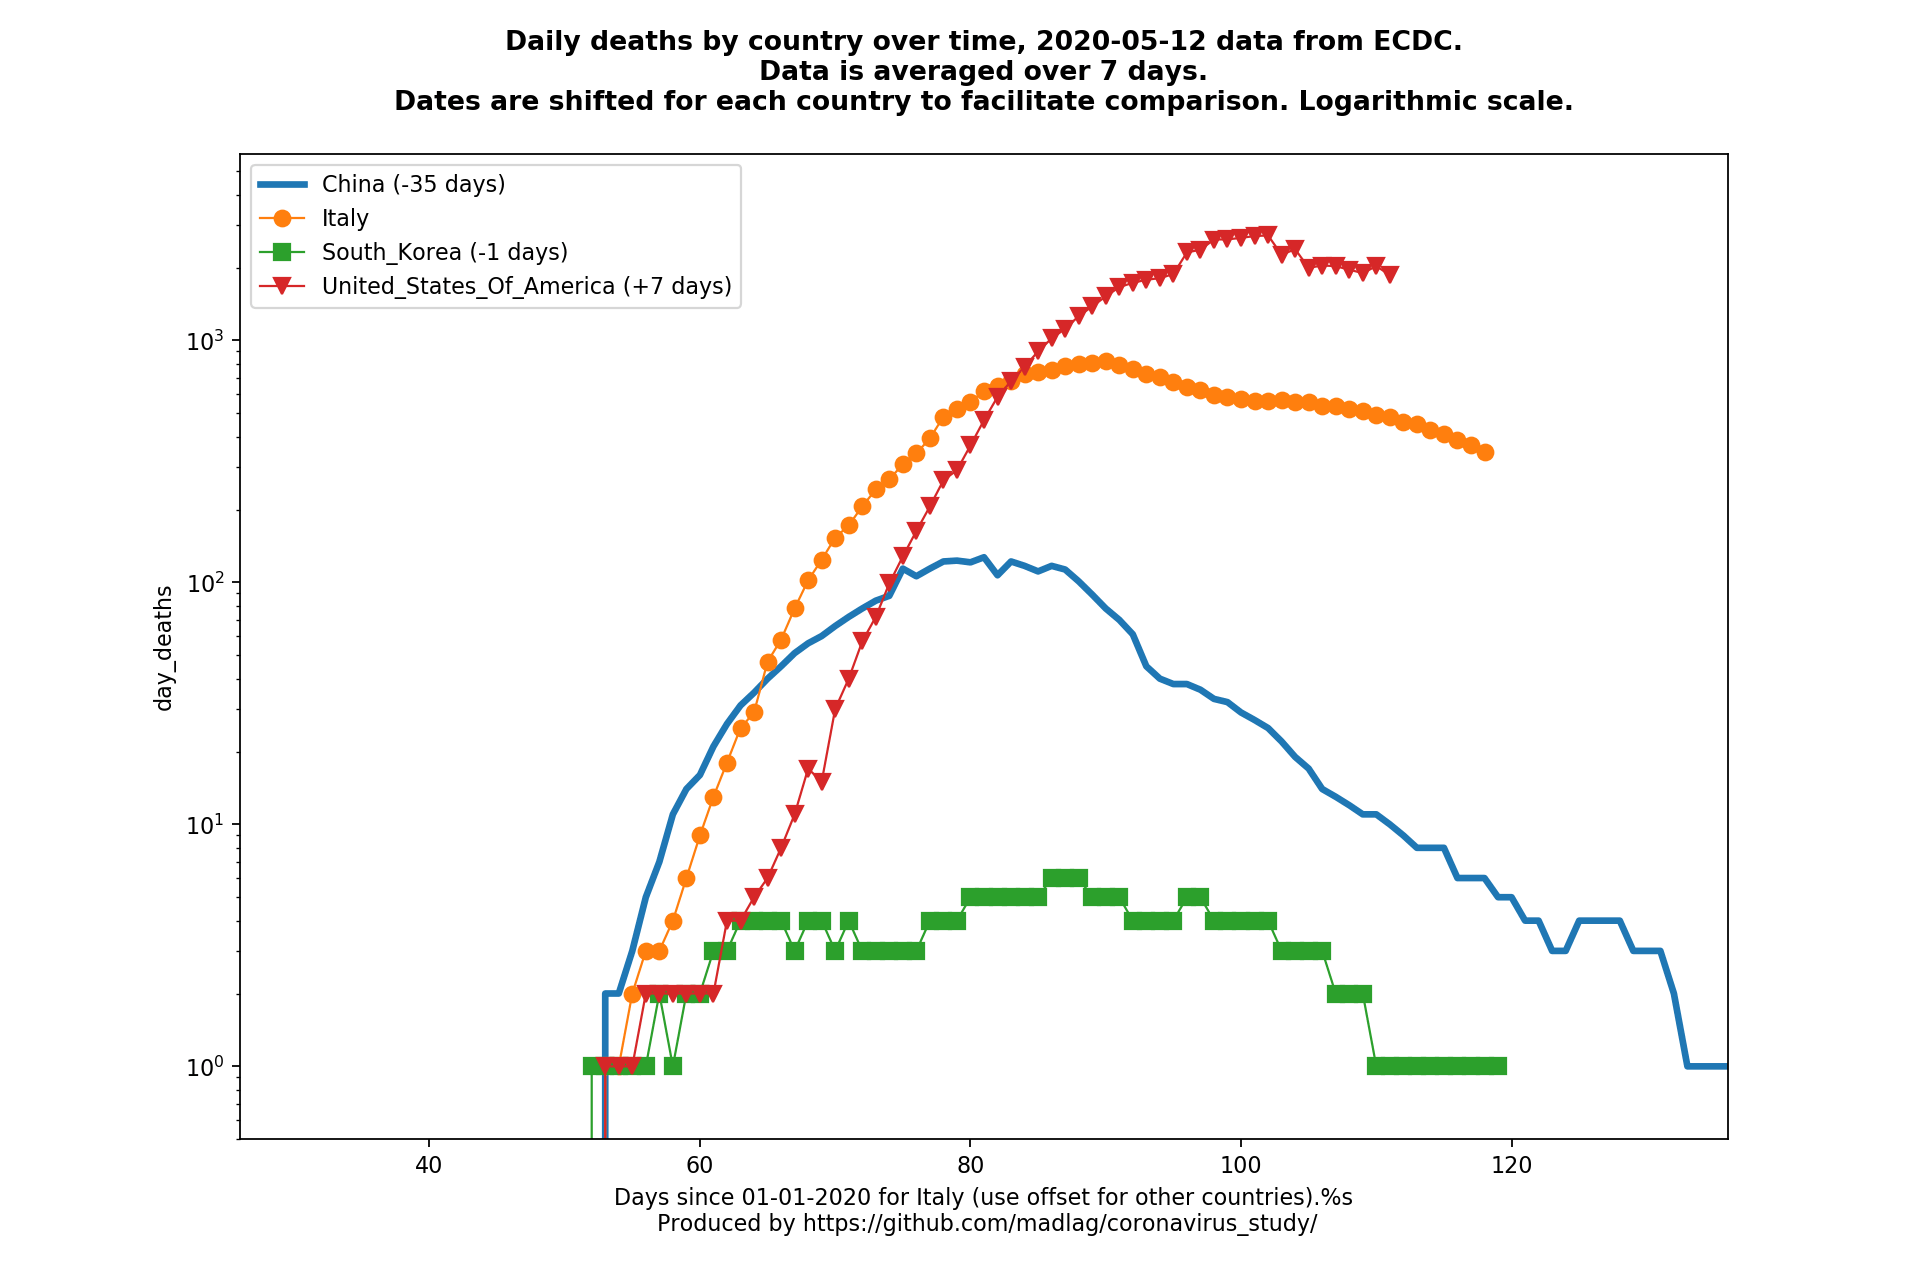 Daily deaths by country over time, 2020-05-12 data from ECDC.
Data is averaged over 7 days.
Dates are shifted for each country to facilitate comparison. Logarithmic scale.
China (-35 days)
Italy
South_Korea (-1 days)
United_States_Of_America (+7 days)
10³
10²
10¹
10⁰
day_deaths
40 60 80 100 120
Days since 01-01-2020 for Italy (use offset for other countries).%s
Produced by https://github.com/madlag/coronavirus_study/